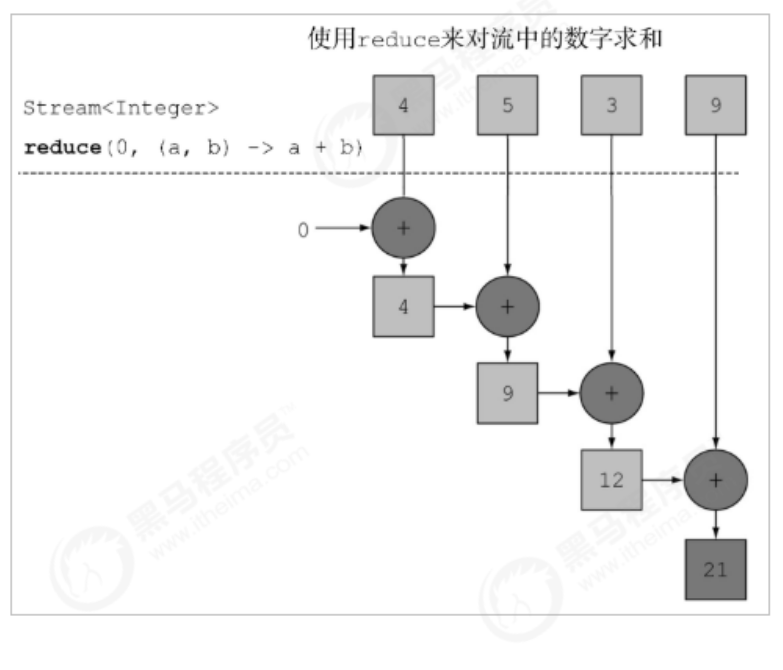 使用reduce来对流中的数字求和
Stream<Integer>
4 5 3 9
reduce(0, (a, b) -> a + b)
0 +
4 +
9 +
12 +
21
黑马程序员™
www.itheima.com
黑马程序员
www.itheima.com
黑马程序员
www.itheima.com